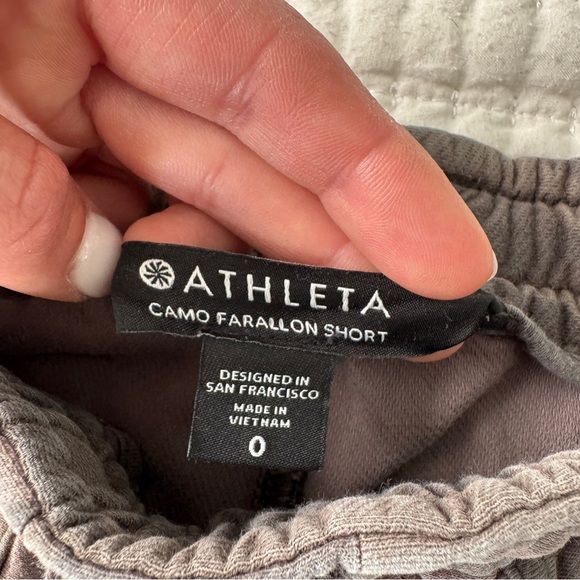 ATHLETA
CAMO FARALLON SHORT
DESIGNED IN
SAN FRANCISCO
MADE IN
VIETNAM
0